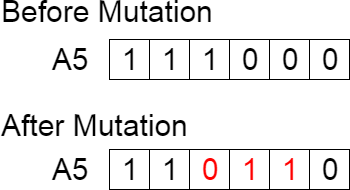 Before Mutation
A5 1 1 1 0 0 0
After Mutation
A5 1 1 0 1 1 0